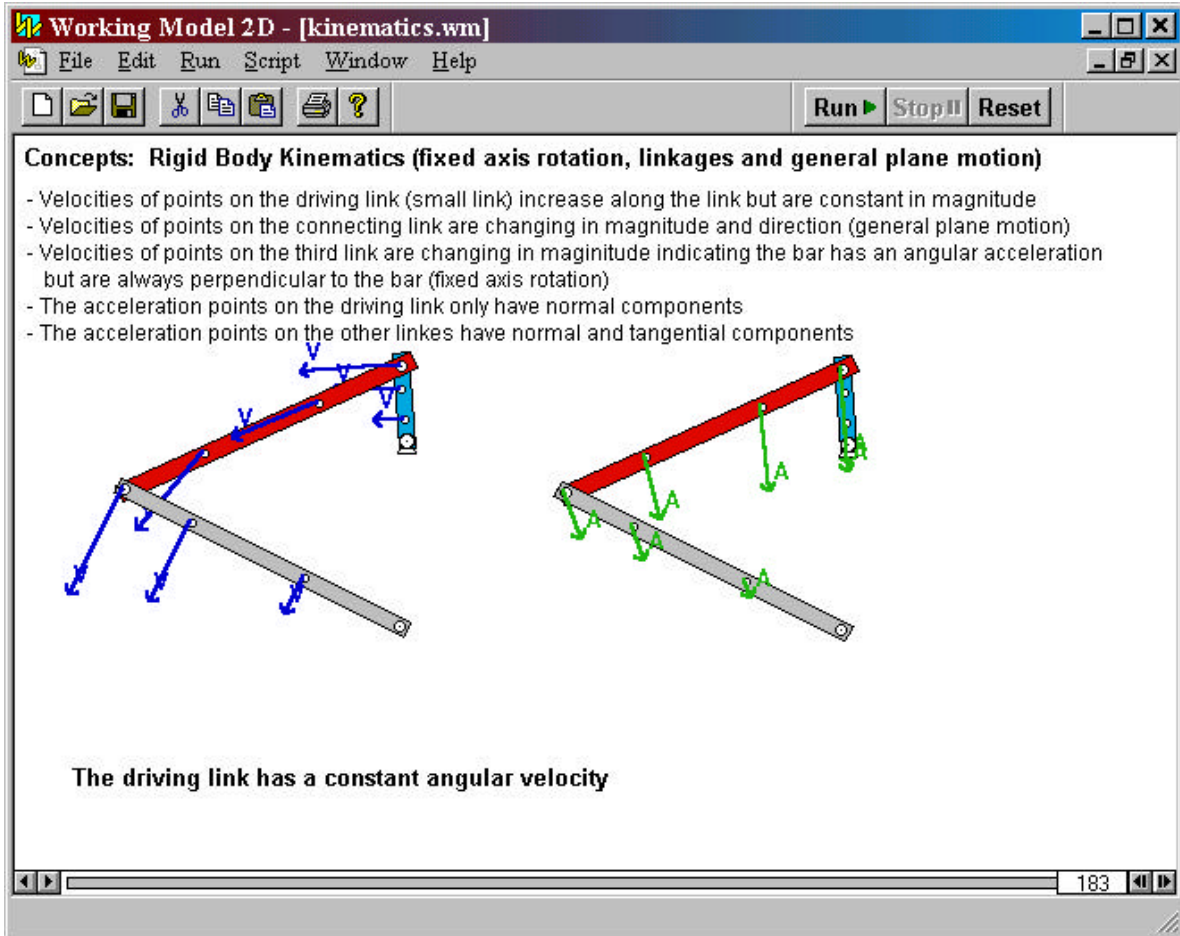 Working Model 2D - [kinematics.wm]
File Edit Run Script Window Help
Run Stop Reset
Concepts: Rigid Body Kinematics (fixed axis rotation, linkages and general plane motion)
- Velocities of points on the driving link (small link) increase along the link but are constant in magnitude
- Velocities of points on the connecting link are changing in magnitude and direction (general plane motion)
- Velocities of points on the third link are changing in maginitude indicating the bar has an angular acceleration
but are always perpendicular to the bar (fixed axis rotation)
- The acceleration points on the driving link only have normal components
- The acceleration points on the other linkes have normal and tangential components
V
V
V
V
V
V
V
V
A
A
A
A
A
A
A
The driving link has a constant angular velocity
183